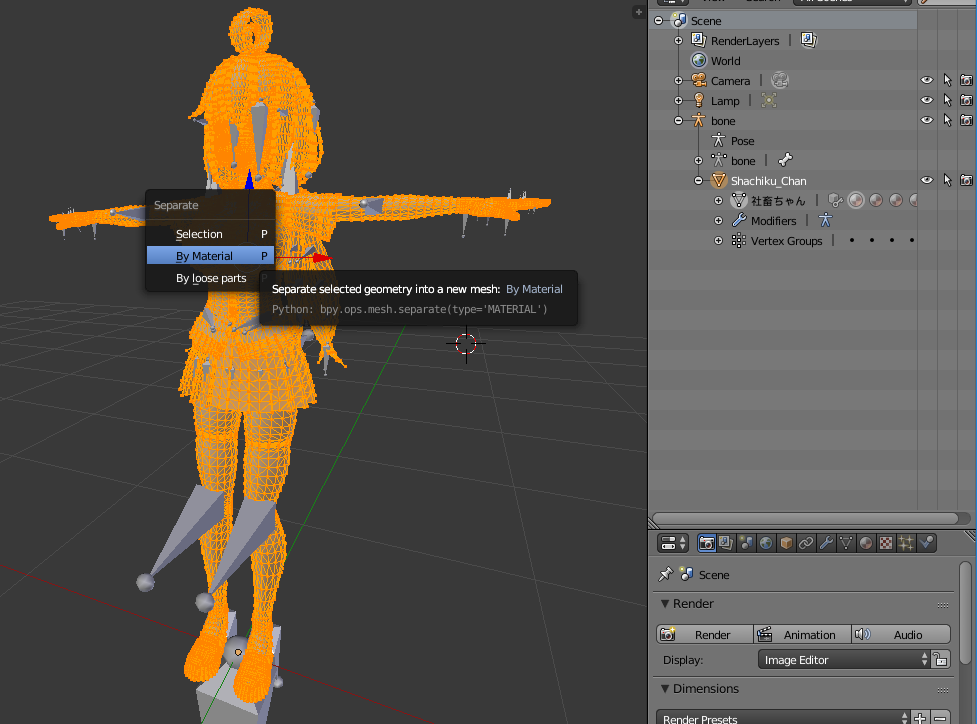 Scene
RenderLayers
World
Camera
Lamp
bone
Pose
bone
Shachiku_Chan
社畜ちゃん
Modifiers
Vertex Groups
Separate
Selection P
By Material P
By loose parts P
Separate selected geometry into a new mesh: By Material
Python: bpy.ops.mesh.separate(type='MATERIAL')
Scene
Render
Render Animation Audio
Display: Image Editor
Dimensions
Render Presets